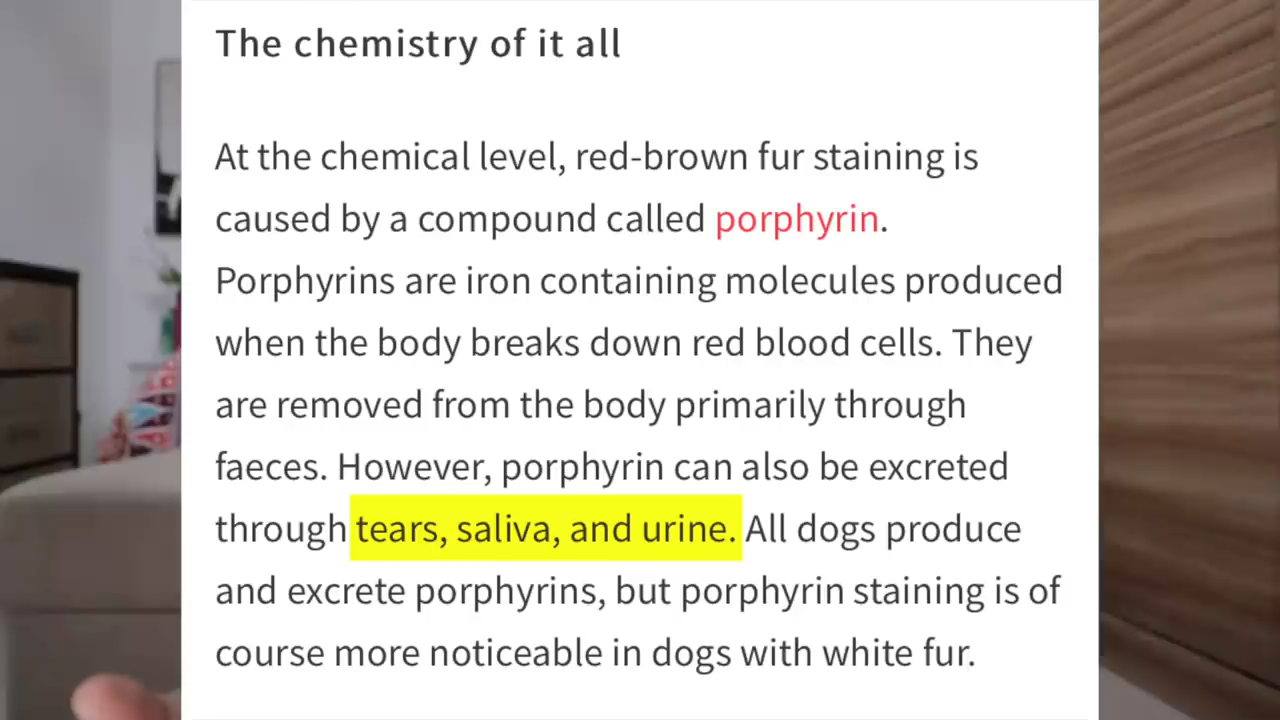 The chemistry of it all
At the chemical level, red-brown fur staining is
caused by a compound called porphyrin.
Porphyrins are iron containing molecules produced
when the body breaks down red blood cells. They
are removed from the body primarily through
faeces. However, porphyrin can also be excreted
through tears, saliva, and urine. All dogs produce
and excrete porphyrins, but porphyrin staining is of
course more noticeable in dogs with white fur.